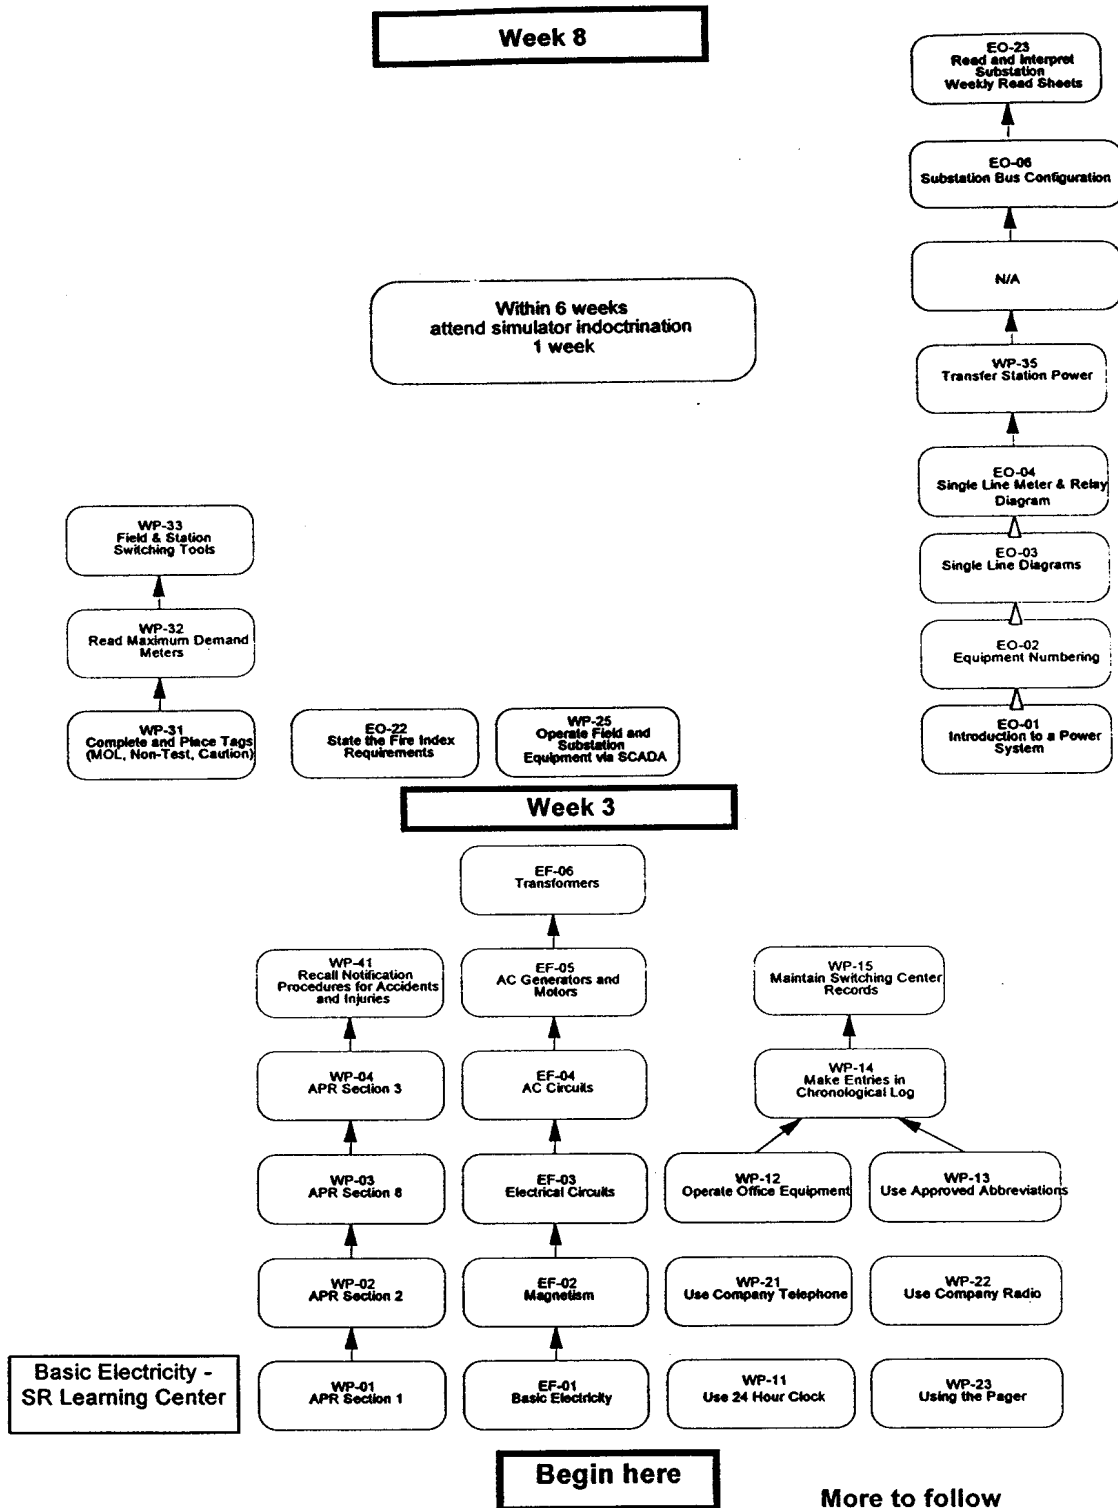 Week 8
EO-23
Read and Interpret
Substation
Weekly Read Sheets
EO-06
Substation Bus Configuration
N/A
Within 6 weeks
attend simulator indoctrination
1 week
WP-35
Transfer Station Power
EO-04
Single Line Meter & Relay
Diagram
WP-33
Field & Station
Switching Tools
EO-03
Single Line Diagrams
WP-32
Read Maximum Demand
Meters
EO-02
Equipment Numbering
WP-31
Complete and Place Tags
(MOL, Non-Test, Caution)
EO-22
State the Fire Index
Requirements
WP-25
Operate Field and
Substation
Equipment via SCADA
EO-01
Introduction to a Power
System
Week 3
EF-06
Transformers
WP-41
Recall Notification
Procedures for Accidents
and Injuries
EF-05
AC Generators and
Motors
WP-15
Maintain Switching Center
Records
WP-04
APR Section 3
EF-04
AC Circuits
WP-14
Make Entries in
Chronological Log
WP-03
APR Section 8
EF-03
Electrical Circuits
WP-12
Operate Office Equipment
WP-13
Use Approved Abbreviations
WP-02
APR Section 2
EF-02
Magnetism
WP-21
Use Company Telephone
WP-22
Use Company Radio
Basic Electricity -
SR Learning Center
WP-01
APR Section 1
EF-01
Basic Electricity
WP-11
Use 24 Hour Clock
WP-23
Using the Pager
Begin here
More to follow